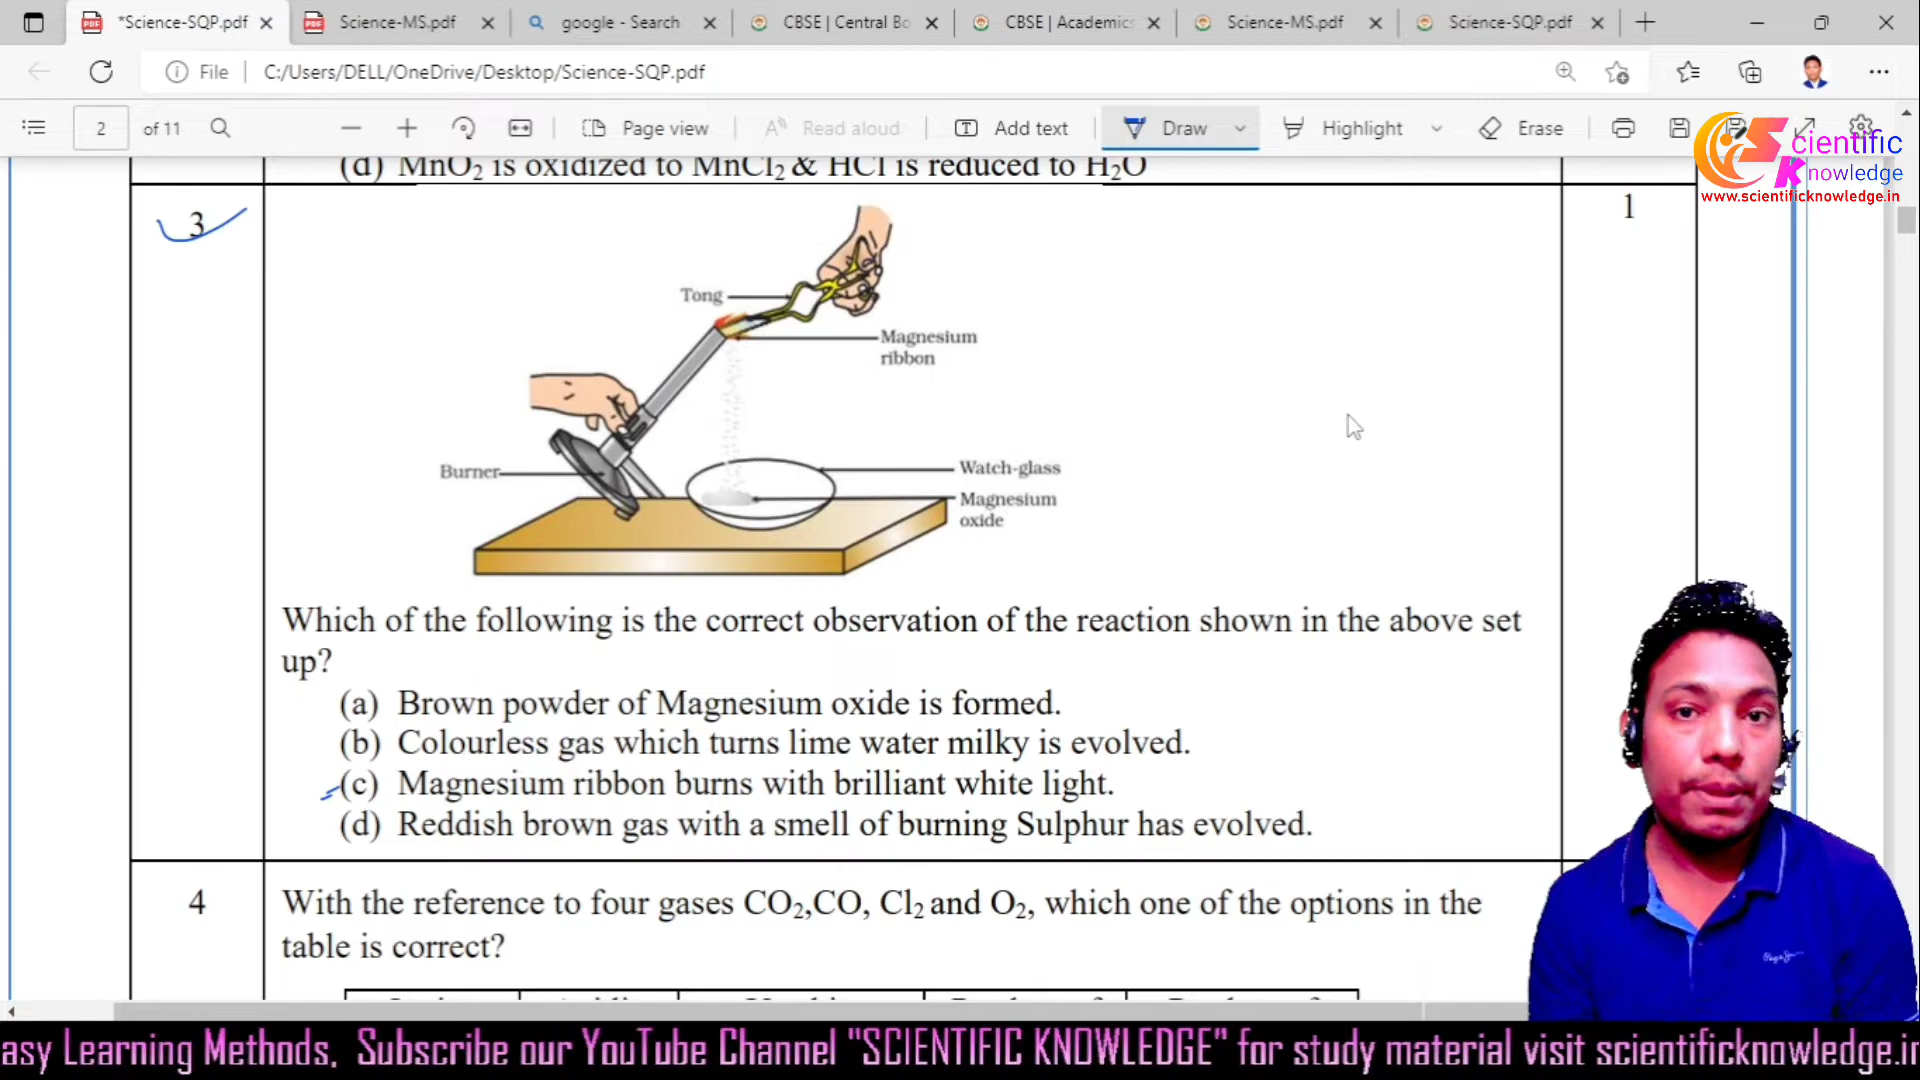 *Science-SQP.pdf
Science-MS.pdf
google - Search
CBSE | Central Bo
CBSE | Academics
Science-MS.pdf
Science-SQP.pdf
File
C:/Users/DELL/OneDrive/Desktop/Science-SQP.pdf
2
of 11
Page view
Read aloud
Add text
Draw
Highlight
Erase
Scientific
Knowledge
www.scientificknowledge.in
(d) MnO₂ is oxidized to MnCl₂ & HCl is reduced to H₂O
3
1
Tong
Magnesium
ribbon
Burner
Watch-glass
Magnesium
oxide
Which of the following is the correct observation of the reaction shown in the above set
up?
(a) Brown powder of Magnesium oxide is formed.
(b) Colourless gas which turns lime water milky is evolved.
(c) Magnesium ribbon burns with brilliant white light.
(d) Reddish brown gas with a smell of burning Sulphur has evolved.
4
With the reference to four gases CO₂,CO, Cl₂ and O₂, which one of the options in the
table is correct?
asy Learning Methods, Subscribe our YouTube Channel "SCIENTIFIC KNOWLEDGE" for study material visit scientificknowledge.in